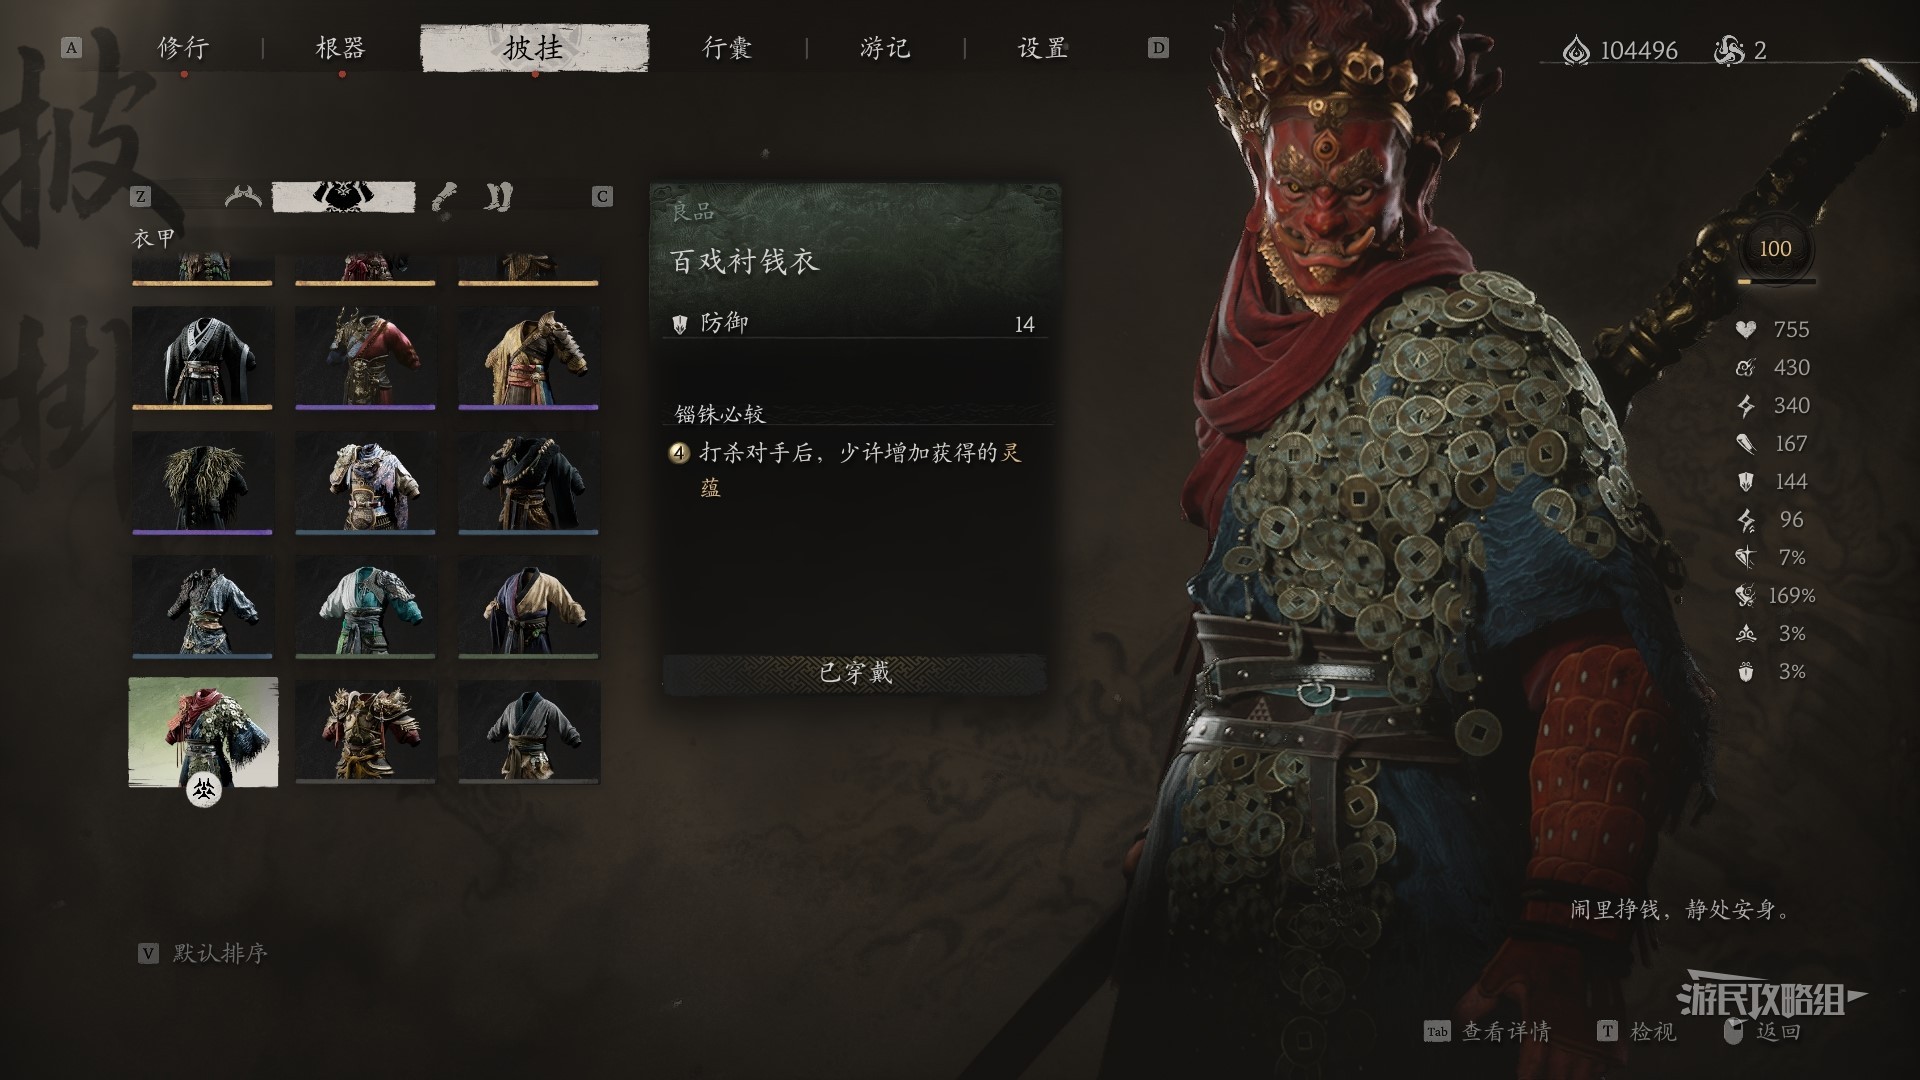 A 修行 根器 披挂 行囊 游记 设置 D
104496 2
披挂
Z C
衣甲
良品
百戏衬钱衣
防御 14
锱铢必较
4 打杀对手后，少许增加获得的灵
蕴
已穿戴
100
755
430
340
167
144
96
7%
169%
3%
3%
闹里挣钱，静处安身。
V 默认排序
游民攻略组
Tab 查看详情 T 检视 返回